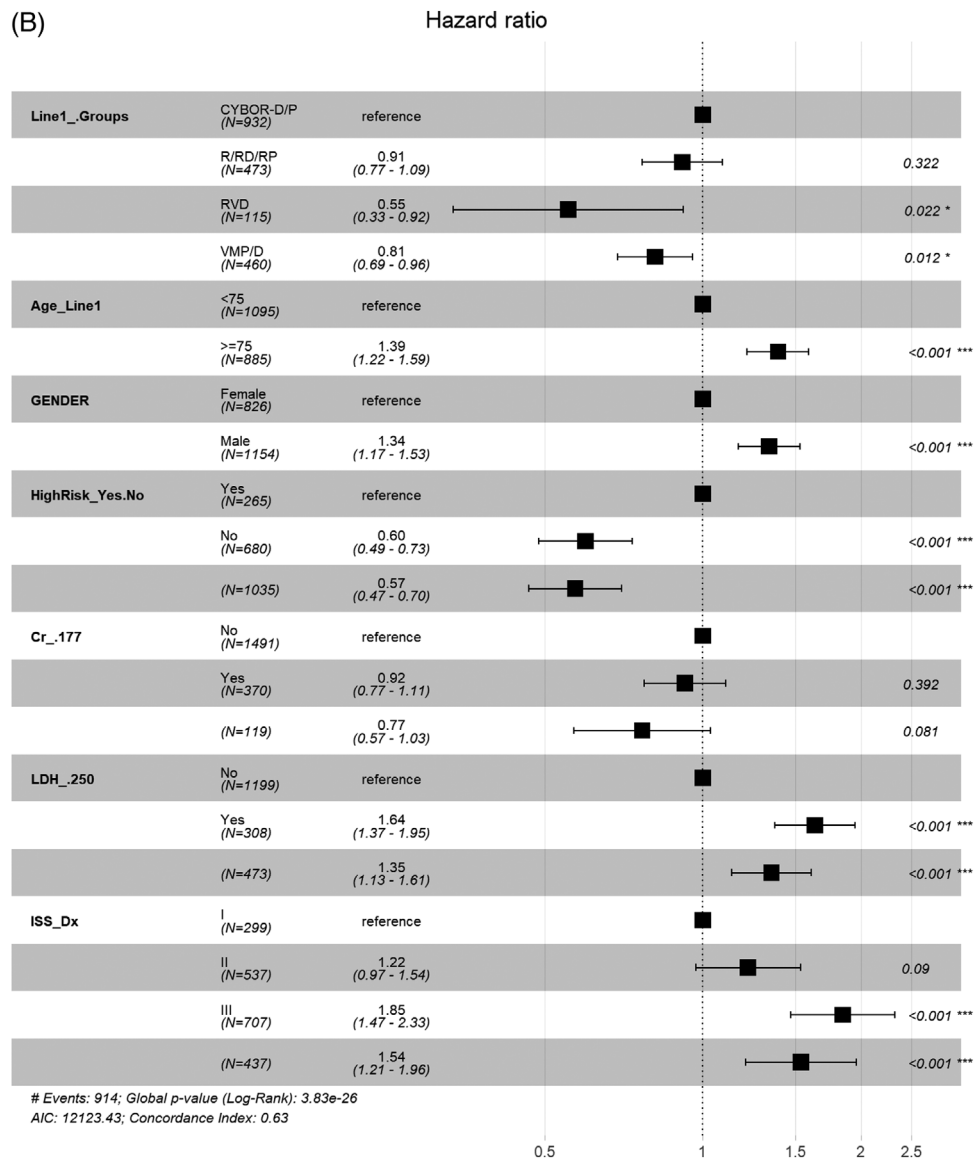 (B)
Hazard ratio
Line1_.Groups CYBOR-D/P (N=932) reference
R/RD/RP (N=473) 0.91 (0.77 - 1.09) 0.322
RVD (N=115) 0.55 (0.33 - 0.92) 0.022 *
VMP/D (N=460) 0.81 (0.69 - 0.96) 0.012 *
Age_Line1 <75 (N=1095) reference
>=75 (N=885) 1.39 (1.22 - 1.59) <0.001 ***
GENDER Female (N=826) reference
Male (N=1154) 1.34 (1.17 - 1.53) <0.001 ***
HighRisk_Yes.No Yes (N=265) reference
No (N=680) 0.60 (0.49 - 0.73) <0.001 ***
(N=1035) 0.57 (0.47 - 0.70) <0.001 ***
Cr_.177 No (N=1491) reference
Yes (N=370) 0.92 (0.77 - 1.11) 0.392
(N=119) 0.77 (0.57 - 1.03) 0.081
LDH_.250 No (N=1199) reference
Yes (N=308) 1.64 (1.37 - 1.95) <0.001 ***
(N=473) 1.35 (1.13 - 1.61) <0.001 ***
ISS_Dx I (N=299) reference
II (N=537) 1.22 (0.97 - 1.54) 0.09
III (N=707) 1.85 (1.47 - 2.33) <0.001 ***
(N=437) 1.54 (1.21 - 1.96) <0.001 ***
# Events: 914; Global p-value (Log-Rank): 3.83e-26
AIC: 12123.43; Concordance Index: 0.63
0.5 1 1.5 2 2.5